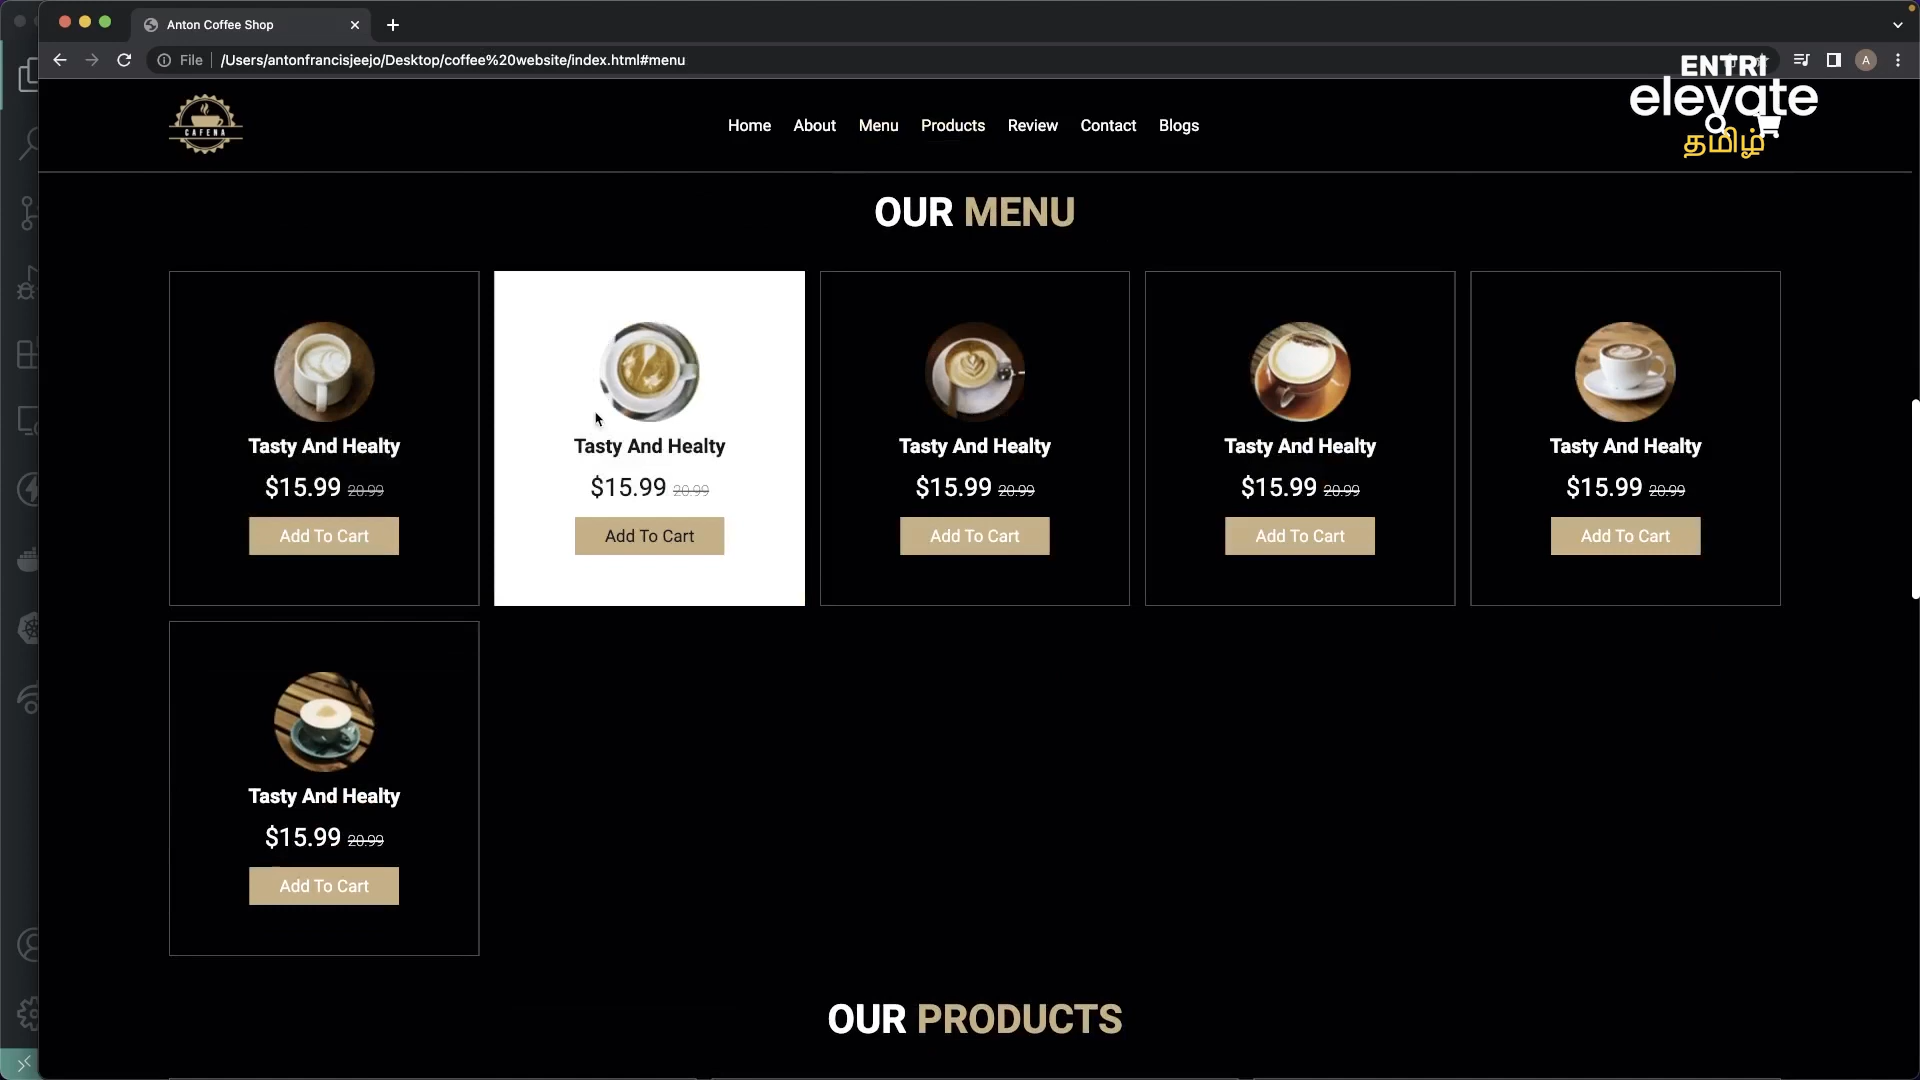 Anton Coffee Shop
File /Users/antonfrancisjeejo/Desktop/coffee%20website/index.html#menu A
CAFENA
Home About Menu Products Review Contact Blogs
ENTRI
elevate
தமிழ்
OUR MENU
Tasty And Healty Tasty And Healty Tasty And Healty Tasty And Healty Tasty And Healty
$15.99 20.99 $15.99 20.99 $15.99 20.99 $15.99 20.99 $15.99 20.99
Add To Cart Add To Cart Add To Cart Add To Cart Add To Cart
Tasty And Healty
$15.99 20.99
Add To Cart
OUR PRODUCTS